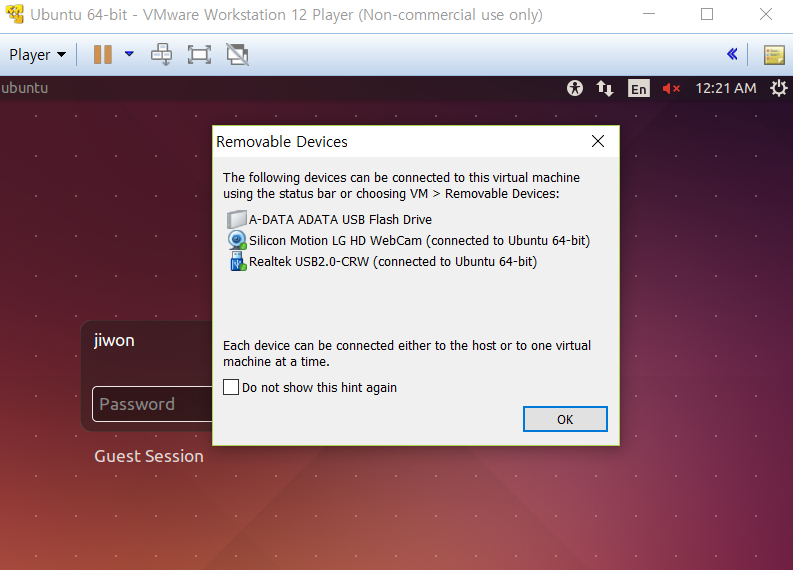 Ubuntu 64-bit - VMware Workstation 12 Player (Non-commercial use only)
Player
ubuntu
En
12:21 AM
Removable Devices
The following devices can be connected to this virtual machine
using the status bar or choosing VM > Removable Devices:
A-DATA ADATA USB Flash Drive
Silicon Motion LG HD WebCam (connected to Ubuntu 64-bit)
Realtek USB2.0-CRW (connected to Ubuntu 64-bit)
Each device can be connected either to the host or to one virtual
machine at a time.
Do not show this hint again
OK
jiwon
Password
Guest Session